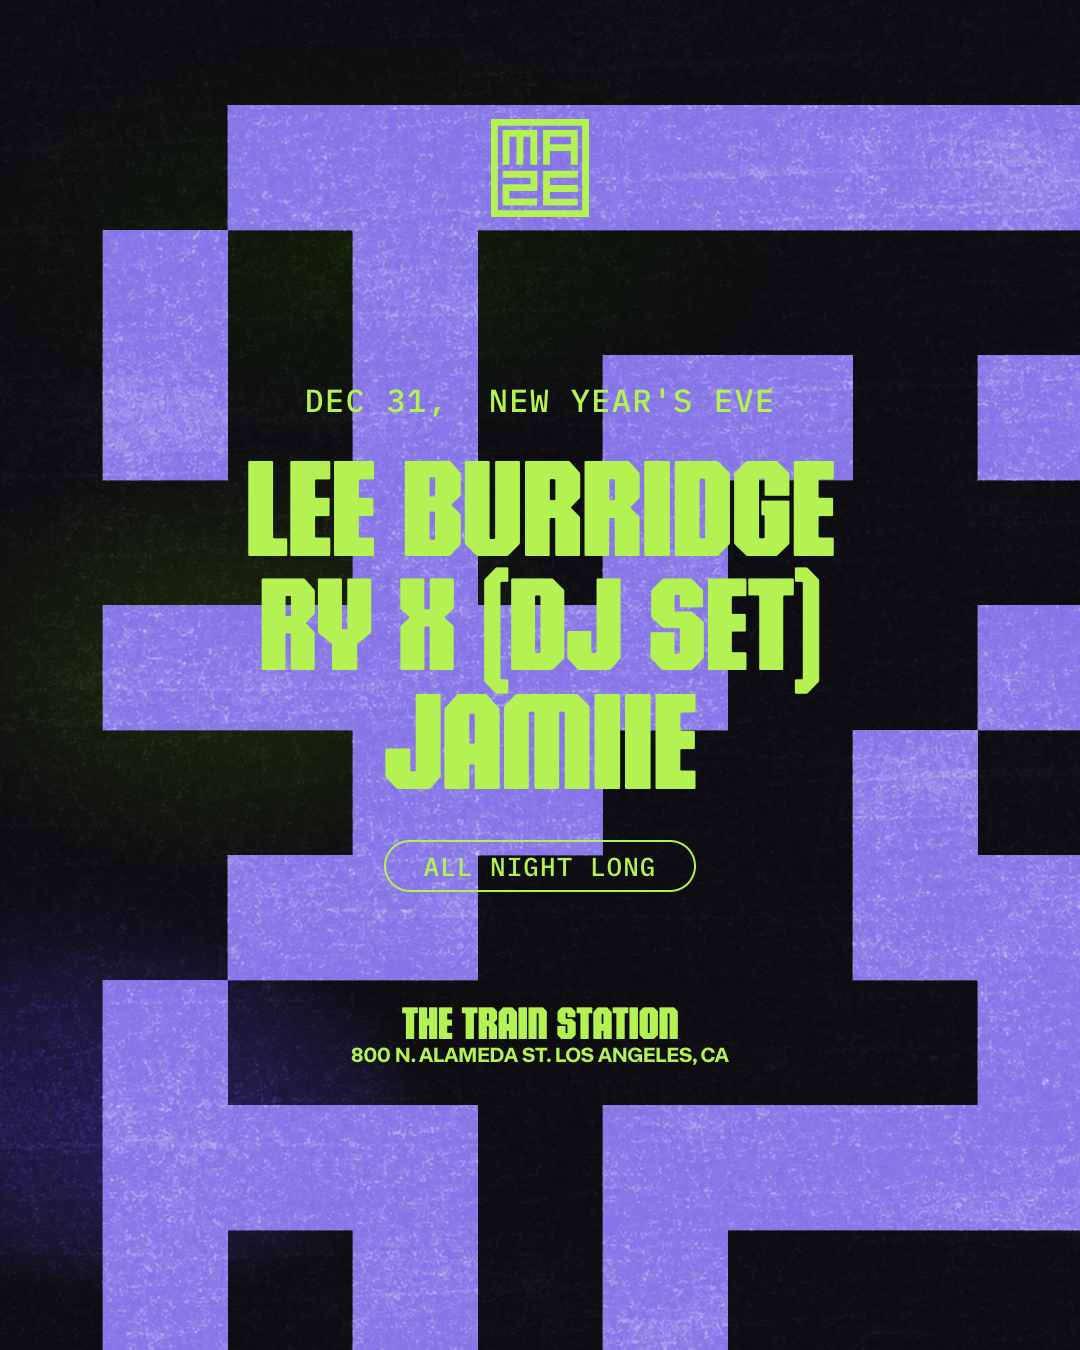 MA
ZE
DEC 31, NEW YEAR'S EVE
LEE BURRIDGE
RY X (DJ SET)
JAMIIE
ALL NIGHT LONG
THE TRAIN STATION
800 N. ALAMEDA ST. LOS ANGELES, CA